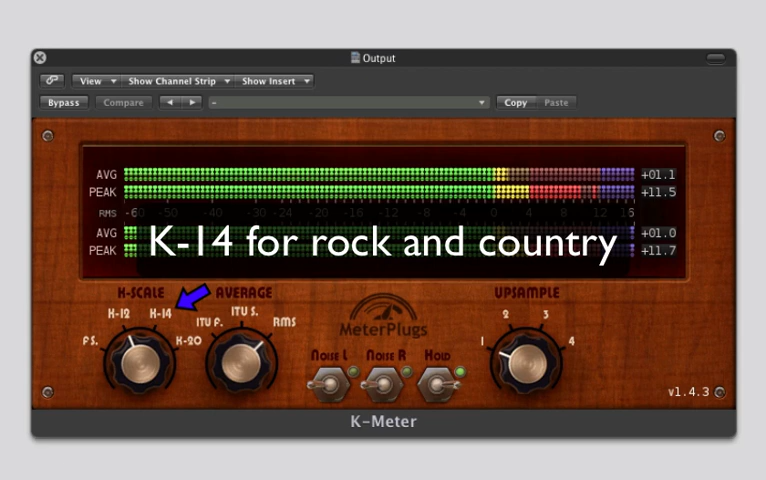 Output
View
Show Channel Strip
Show Insert
Bypass
Compare
-
Copy
Paste
AVG
+01.1
PEAK
+11.5
RMS -60 -50 -40 -30 -24 -20 -16 -12 -8 -4 0 4 8 12 15
AVG
+01.0
PEAK
+11.7
K-14 for rock and country
K-SCALE
AVERAGE
UPSAMPLE
FS.
K-12
K-14
K-20
ITU F.
ITU S.
RMS
MeterPlugs
1
2
3
4
NOISE L
NOISE R
HOLD
v1.4.3
K-Meter